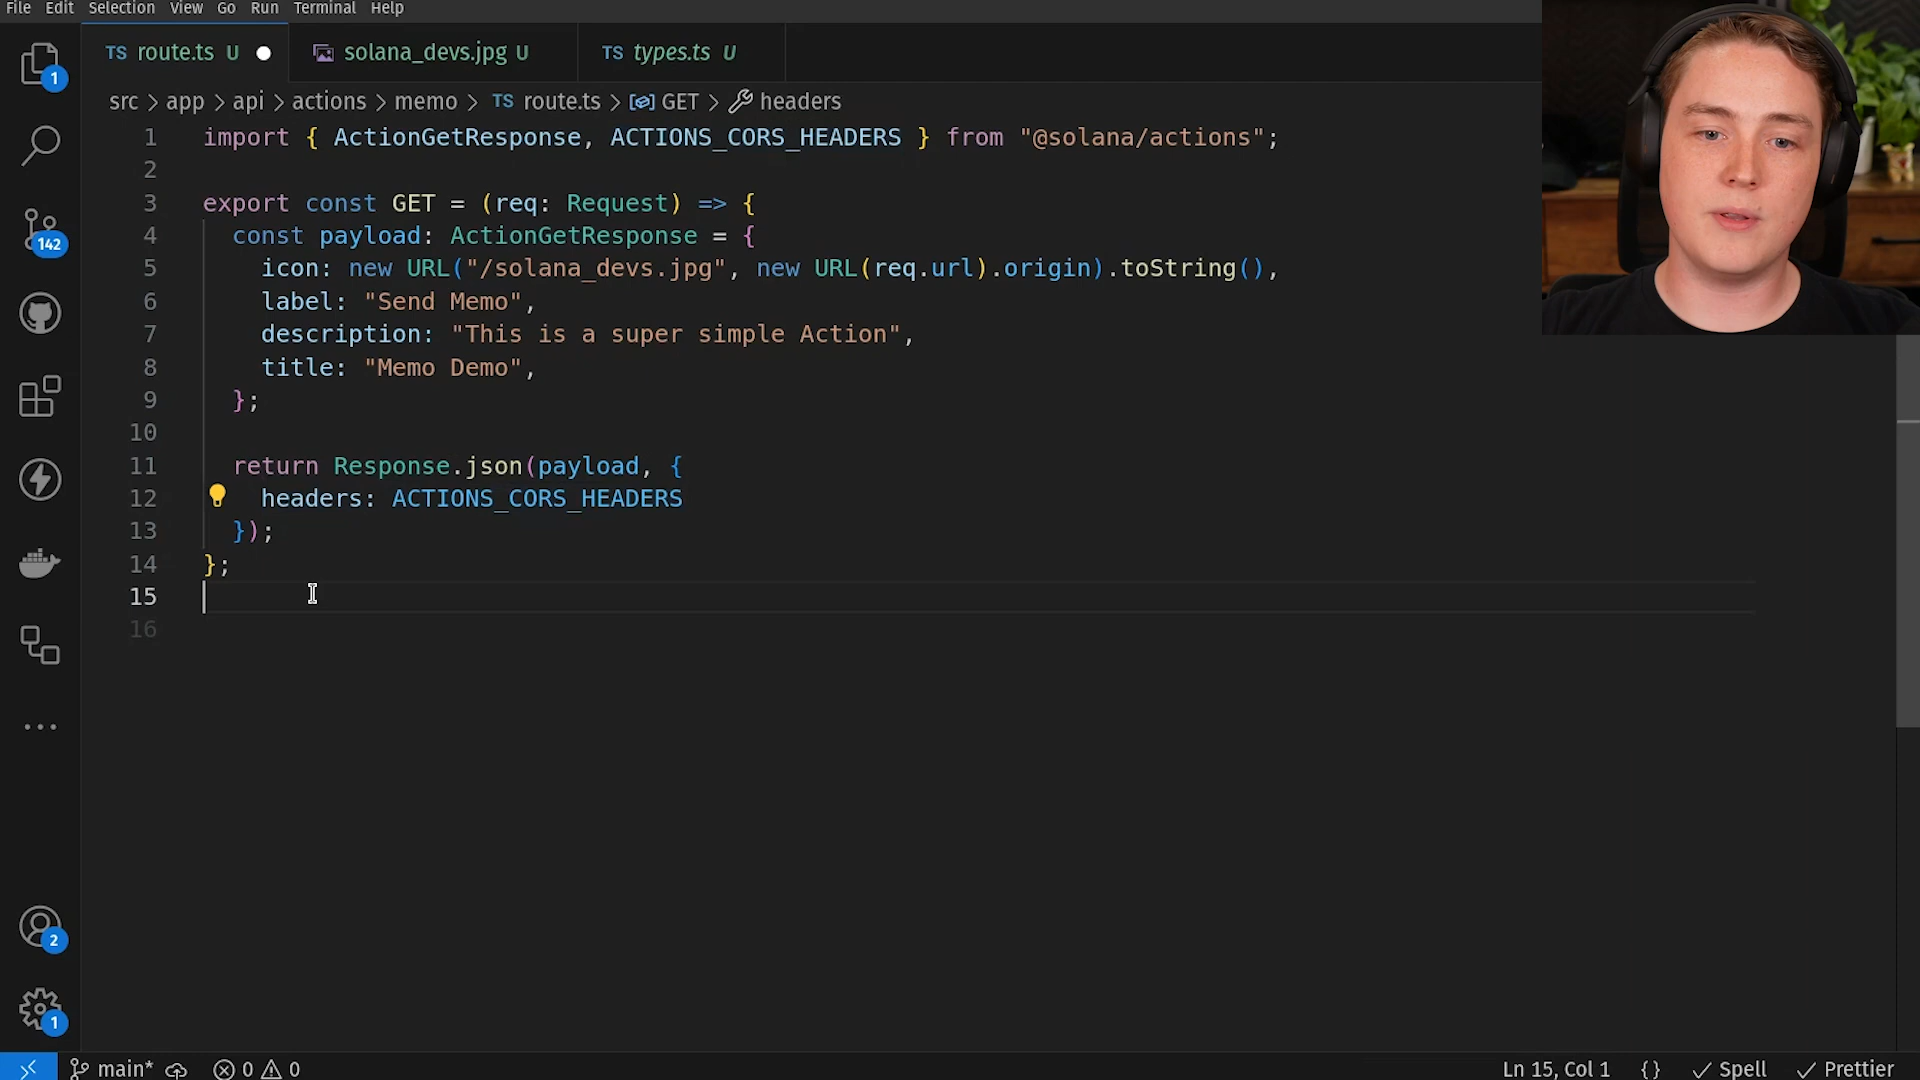 File Edit Selection View Go Run Terminal Help
TS route.ts U solana_devs.jpg U TS types.ts U
src > app > api > actions > memo > TS route.ts > GET > headers
1 import { ActionGetResponse, ACTIONS_CORS_HEADERS } from "@solana/actions";
2
3 export const GET = (req: Request) => {
4 const payload: ActionGetResponse = {
5 icon: new URL("/solana_devs.jpg", new URL(req.url).origin).toString(),
6 label: "Send Memo",
7 description: "This is a super simple Action",
8 title: "Memo Demo",
9 };
10
11 return Response.json(payload, {
12 headers: ACTIONS_CORS_HEADERS
13 });
14 };
15
16
1
142
2
1
main* 0 0 Ln 15, Col 1 {} Spell Prettier